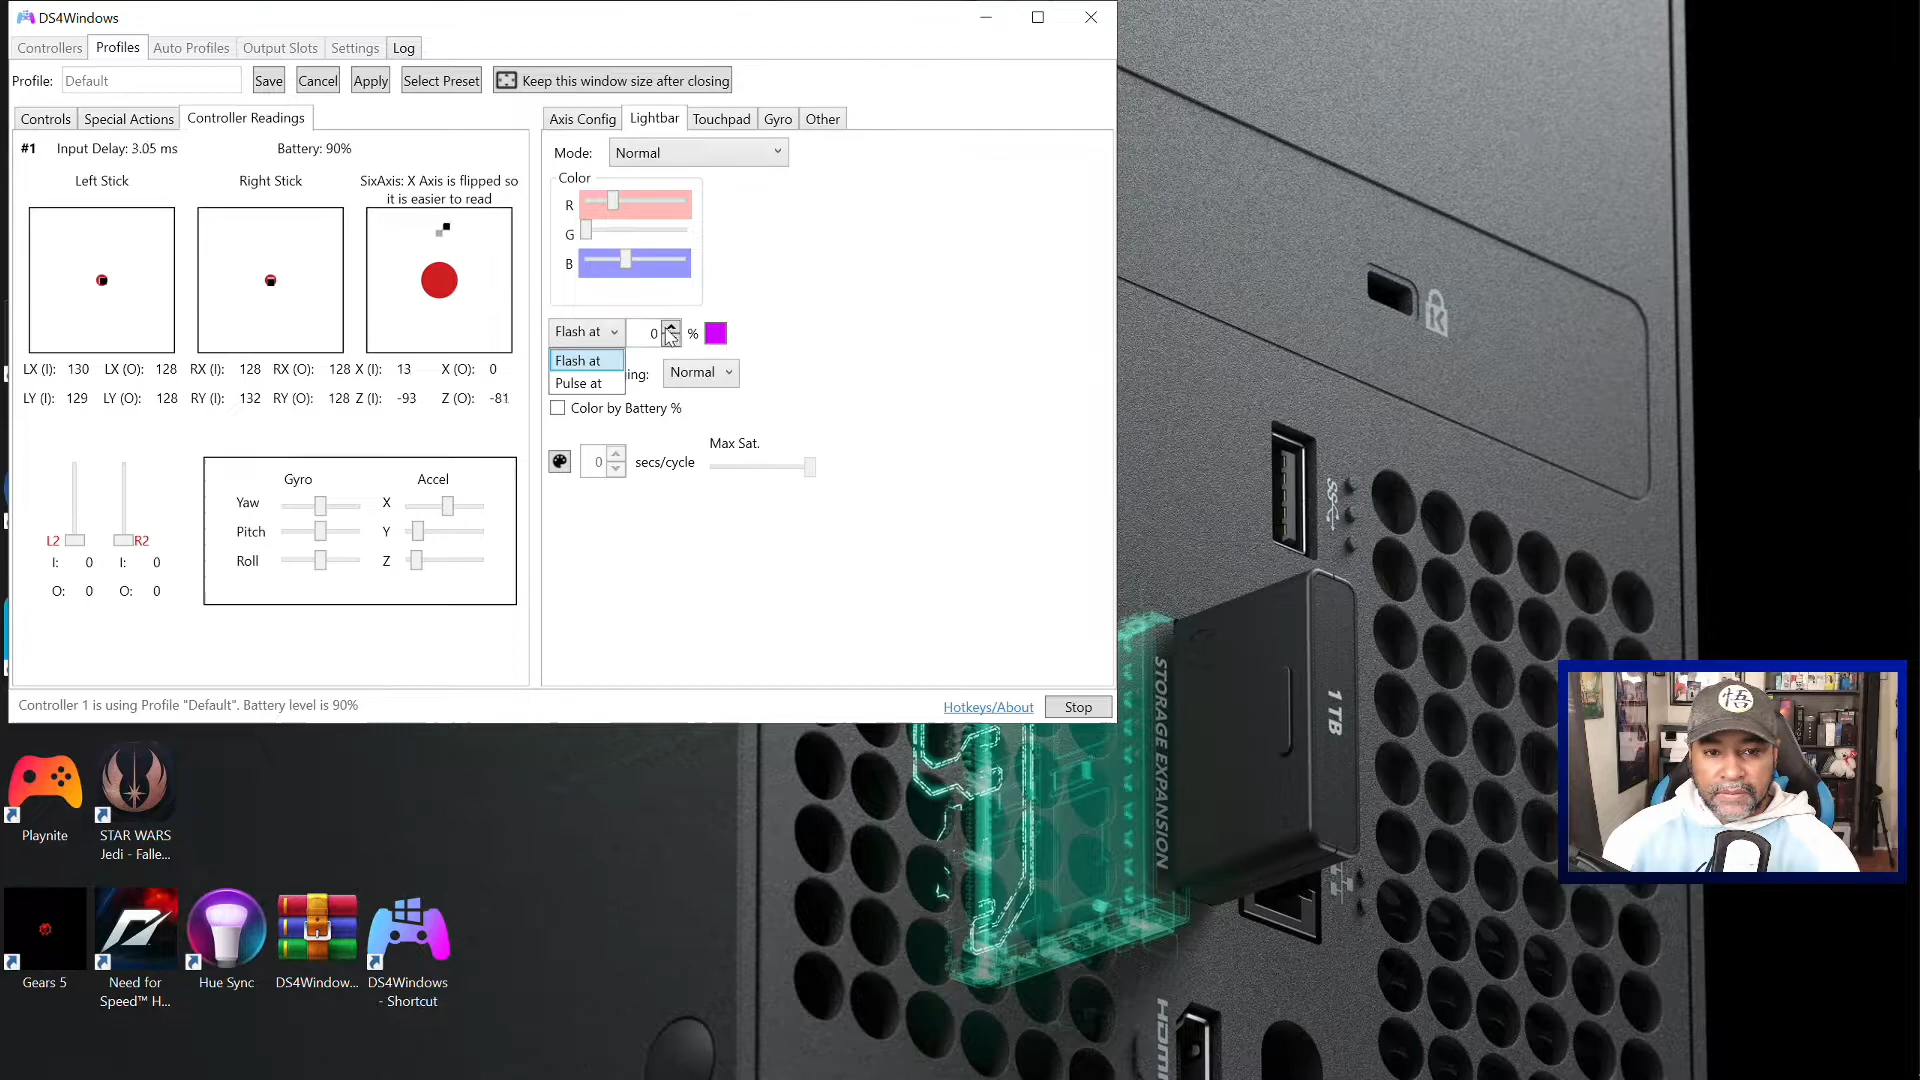 DS4Windows
Controllers Profiles Auto Profiles Output Slots Settings Log
Profile: Default Save Cancel Apply Select Preset Keep this window size after closing
Controls Special Actions Controller Readings
#1 Input Delay: 3.05 ms Battery: 90%
Left Stick Right Stick SixAxis: X Axis is flipped so
it is easier to read
LX (I): 130 LX (O): 128 RX (I): 128 RX (O): 128 X (I): 13 X (O): 0
LY (I): 129 LY (O): 128 RY (I): 132 RY (O): 128 Z (I): -93 Z (O): -81
L2 R2
I: 0 I: 0
O: 0 O: 0
Gyro Accel
Yaw X
Pitch Y
Roll Z
Axis Config Lightbar Touchpad Gyro Other
Mode: Normal
Color
R
G
B
Flash at 0 %
Flash at
Pulse at
ing: Normal
Color by Battery %
0 secs/cycle Max Sat.
Controller 1 is using Profile "Default". Battery level is 90%
Hotkeys/About Stop
Playnite
STAR WARS
Jedi - Falle...
Gears 5
Need for
Speed™ H...
Hue Sync
DS4Window...
DS4Windows
- Shortcut
K
SS
STORAGE EXPANSION
1 TB
HDMI
悟